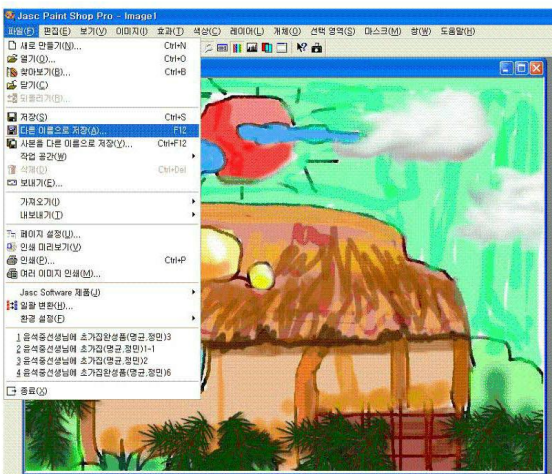 Jasc Paint Shop Pro - Image1
파일(F) 편집(E) 보기(V) 이미지(I) 효과(T) 색상(C) 레이어(L) 개체(O) 선택 영역(S) 마스크(M) 창(W) 도움말(H)
새로 만들기(N)... Ctrl+N
열기(O)... Ctrl+O
찾아보기(B)... Ctrl+B
닫기(C)
되돌리기(R)...
저장(S) Ctrl+S
다른 이름으로 저장(A)... F12
사본을 다른 이름으로 저장(Y)... Ctrl+F12
작업 공간(W)
삭제(D) Ctrl+Del
보내기(E)...
가져오기(I)
내보내기(T)
페이지 설정(U)...
인쇄 미리보기(V)
인쇄(P)... Ctrl+P
여러 이미지 인쇄(M)...
Jasc Software 제품(J)
일괄 변환(H)...
환경 설정(F)
1 윤석중선생님에 초가집완성품(명균,정민)3
2 윤석중선생님에 초가집(명균,정민)1-1
3 윤석중선생님에 초가집(명균,정민)2
4 윤석중선생님에 초가집완성품(명균,정민)6
종료(X)